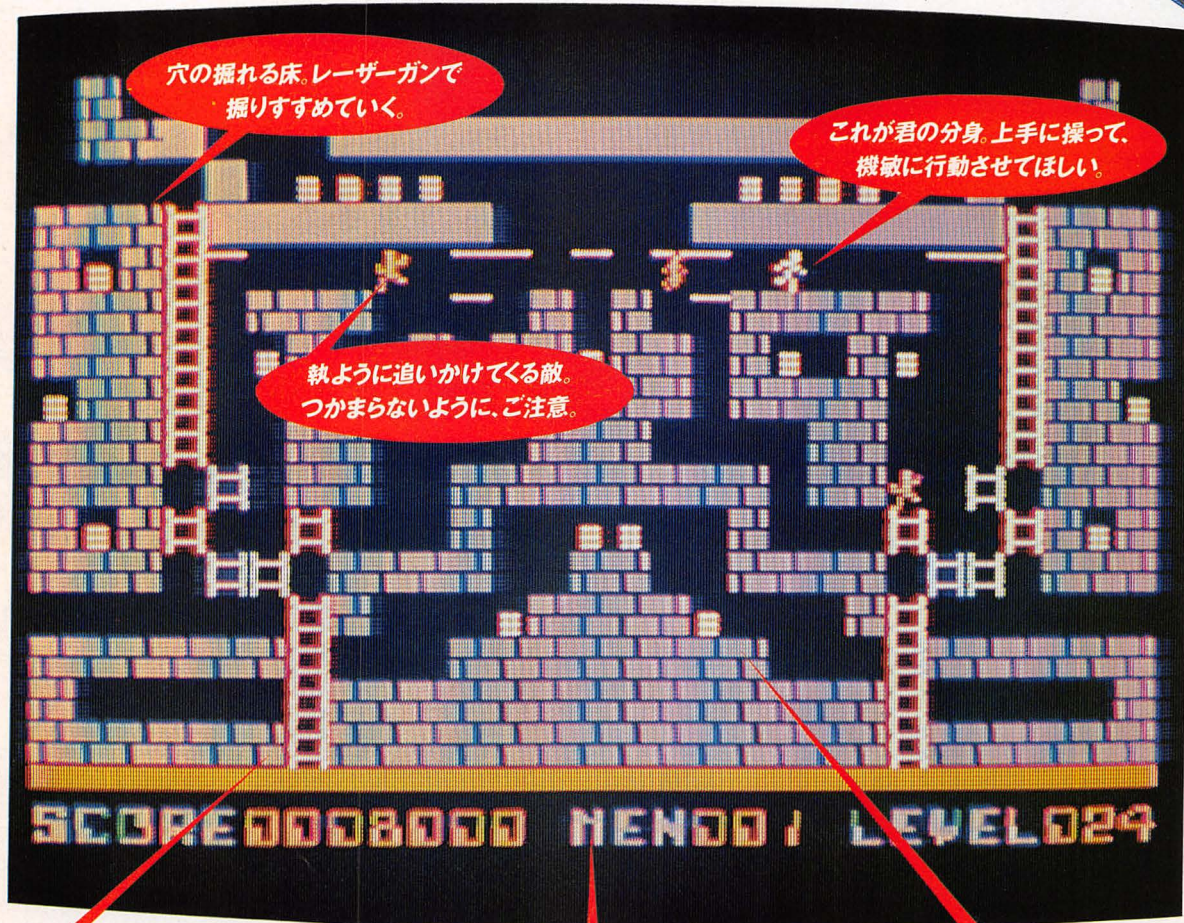 穴の掘れる床。レーザーガンで
掘りすすめていく。
これが君の分身。上手に操って、
機敏に行動させてほしい。
執ように追いかけてくる敵。
つかまらないように、ご注意。
SCORE0008000 MEN001 LEVEL024